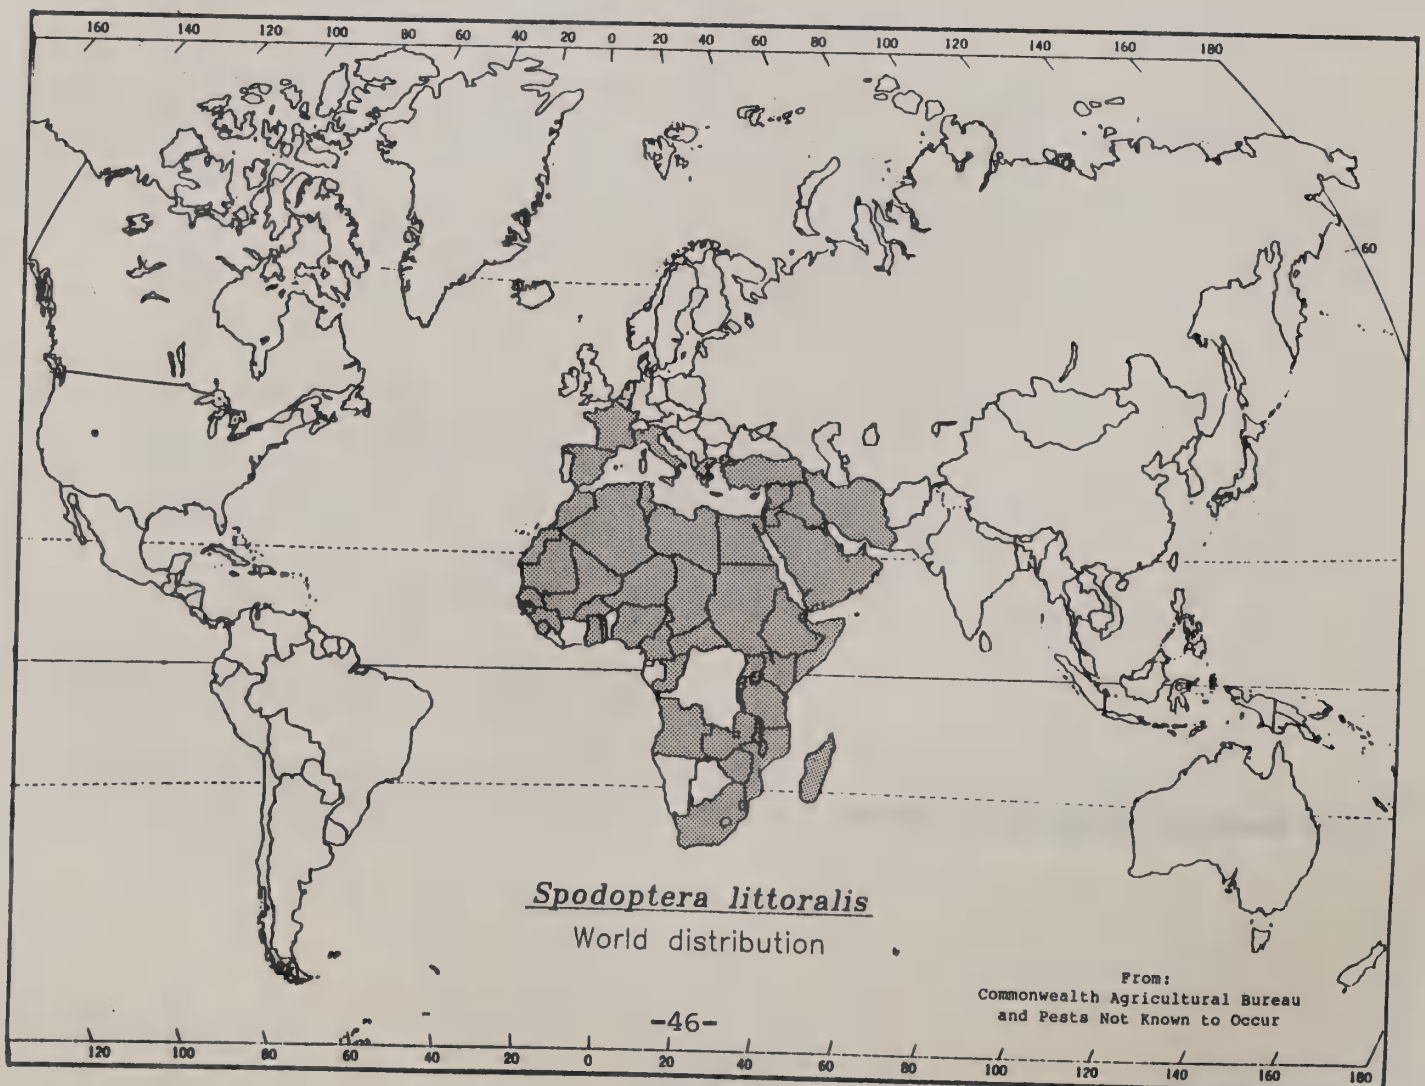 160 140 120 100 80 60 40 20 0 20 40 60 80 100 120 140 160 180
60
Spodoptera littoralis
World distribution
From:
Commonwealth Agricultural Bureau
and Pests Not Known to Occur
-46-
120 100 80 60 40 20 0 20 40 60 80 100 120 140 160 180